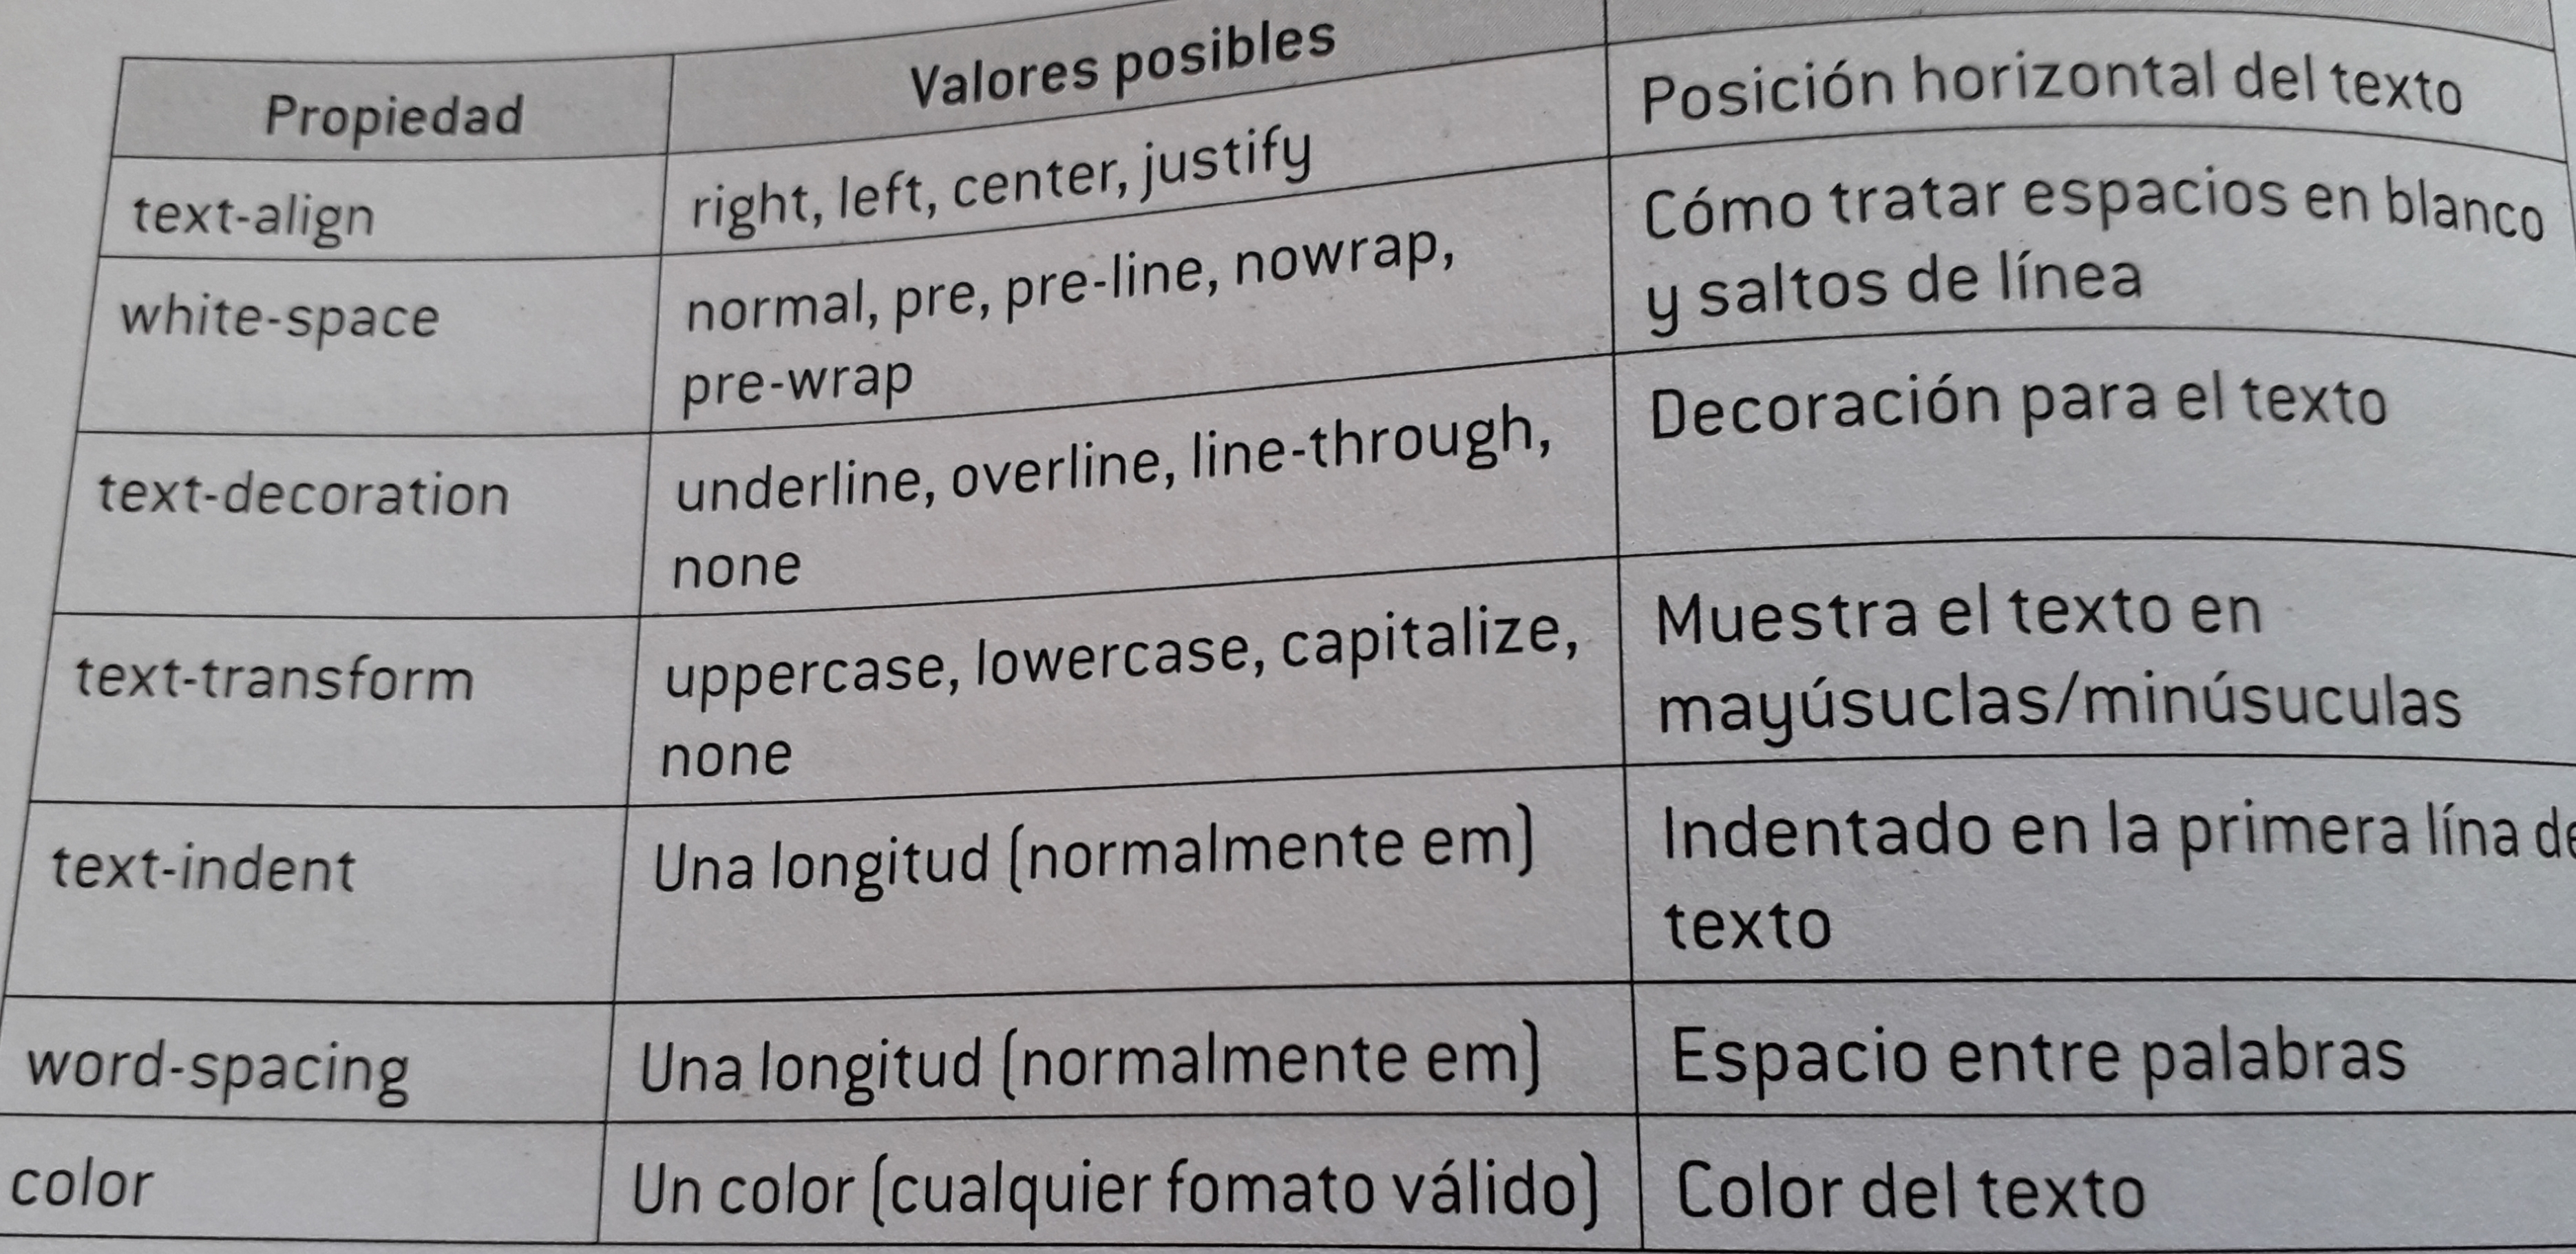 Propiedad Valores posibles
text-align right, left, center, justify Posición horizontal del texto
white-space normal, pre, pre-line, nowrap, Cómo tratar espacios en blanco
pre-wrap y saltos de línea
text-decoration underline, overline, line-through, Decoración para el texto
none
text-transform uppercase, lowercase, capitalize, Muestra el texto en
none mayúsuclas/minúsuculas
text-indent Una longitud (normalmente em) Indentado en la primera lína de
texto
word-spacing Una longitud (normalmente em) Espacio entre palabras
color Un color (cualquier fomato válido) Color del texto